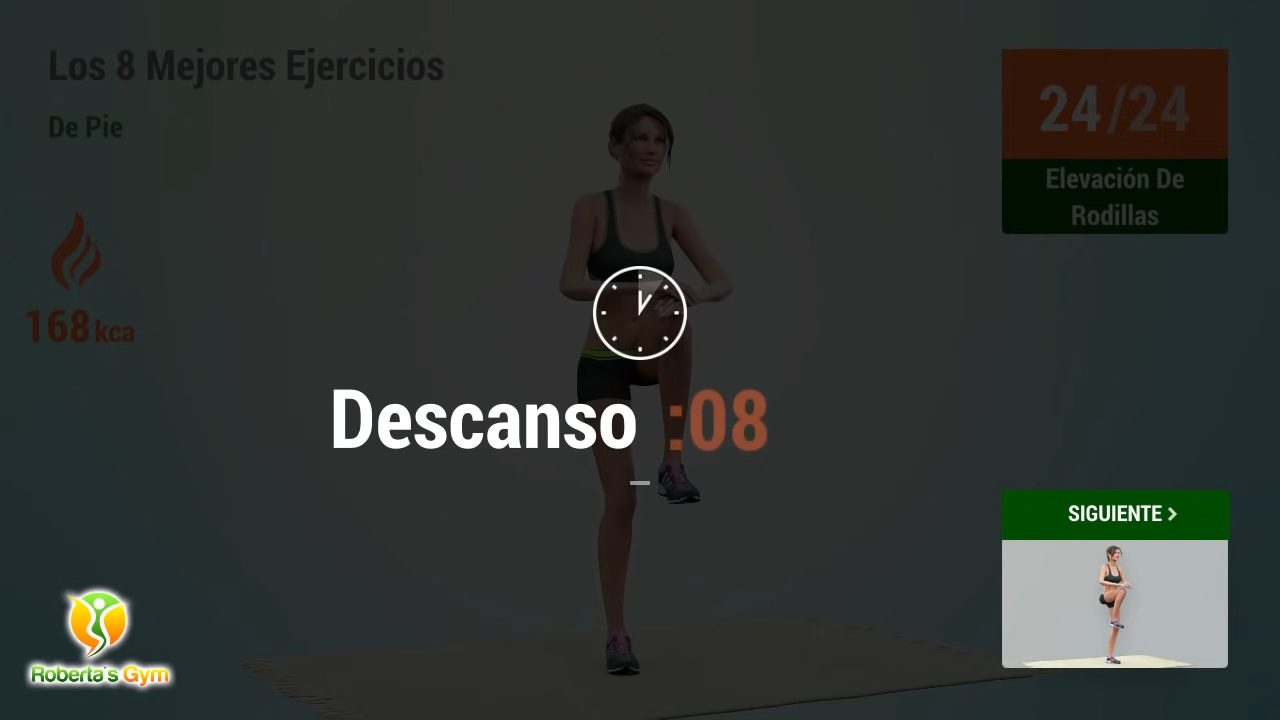 Los 8 Mejores Ejercicios
De Pie
24/24
Elevación De
Rodillas
168 kca
Descanso :08
SIGUIENTE >
Roberta´s Gym